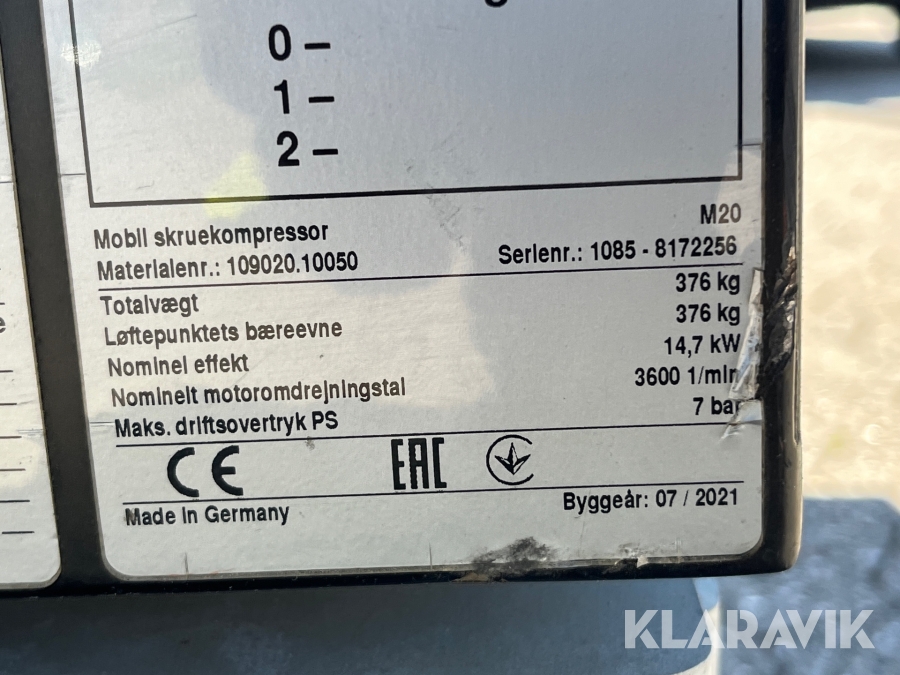 0 –
1 –
2 –
Mobil skruekompressor M20
Materialenr.: 109020.10050 Serienr.: 1085 - 8172256
Totalvægt 376 kg
Løftepunktets bæreevne 376 kg
Nominel effekt 14,7 kW
Nominelt motoromdrejningstal 3600 1/min
Maks. driftsovertryk PS 7 bar
CE EAC
Made in Germany Byggeår: 07 / 2021
KLARAVIK